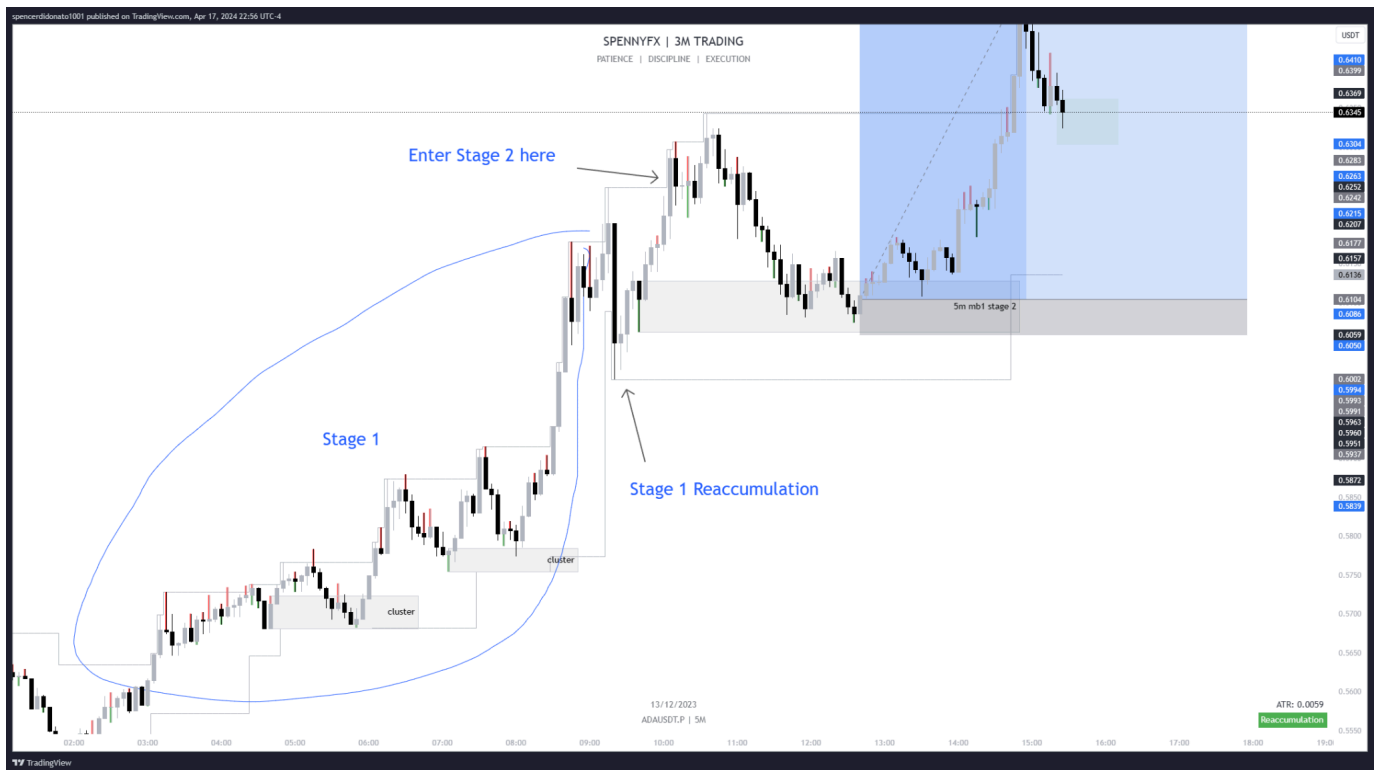 spencerdidonato1001 published on TradingView.com, Apr 17, 2024 22:56 UTC-4
SPENNYFX | 3M TRADING
PATIENCE | DISCIPLINE | EXECUTION
USDT
0.6410
0.6399
0.6369
0.6345
0.6304
0.6283
0.6263
0.6252
0.6242
0.6215
0.6207
0.6177
0.6157
0.6136
0.6104
0.6086
0.6059
0.6050
0.6002
0.5994
0.5993
0.5991
0.5963
0.5960
0.5951
0.5937
0.5872
0.5850
0.5839
0.5800
0.5750
0.5700
0.5650
0.5600
0.5550
Enter Stage 2 here
5m mb1 stage 2
Stage 1
Stage 1 Reaccumulation
cluster
cluster
13/12/2023
ADAUSDT.P | 5M
ATR: 0.0059
Reaccumulation
02:00 03:00 04:00 05:00 06:00 07:00 08:00 09:00 10:00 11:00 12:00 13:00 14:00 15:00 16:00 17:00 18:00 19:0
TradingView